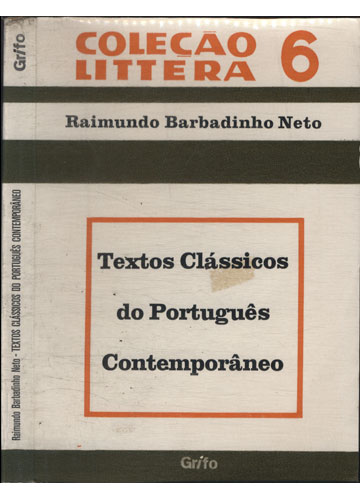 Grifo
Raimundo Barbadinho Neto - TEXTOS CLÁSSICOS DO PORTUGUÊS CONTEMPORÂNEO
COLEÇÃO
LITTERA 6
Raimundo Barbadinho Neto
Textos Clássicos
do Português
Contemporâneo
Grifo